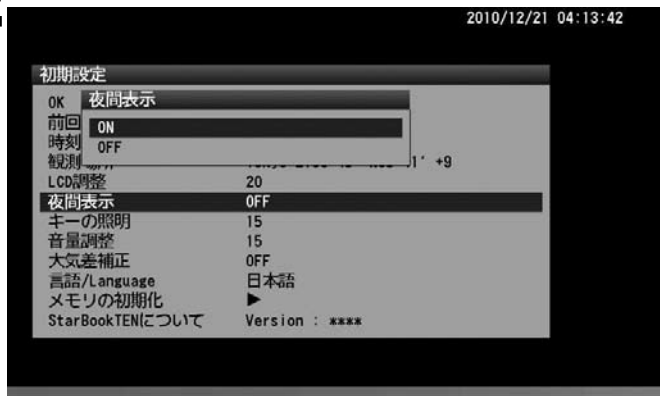 2010/12/21 04:13:42
初期設定
OK
夜間表示
前回
ON
時刻
OFF
観測
+9
LCD調整 20
夜間表示 OFF
キーの照明 15
音量調整 15
大気差補正 OFF
言語/Language 日本語
メモリの初期化 ▶
StarBookTENについて Version : ****